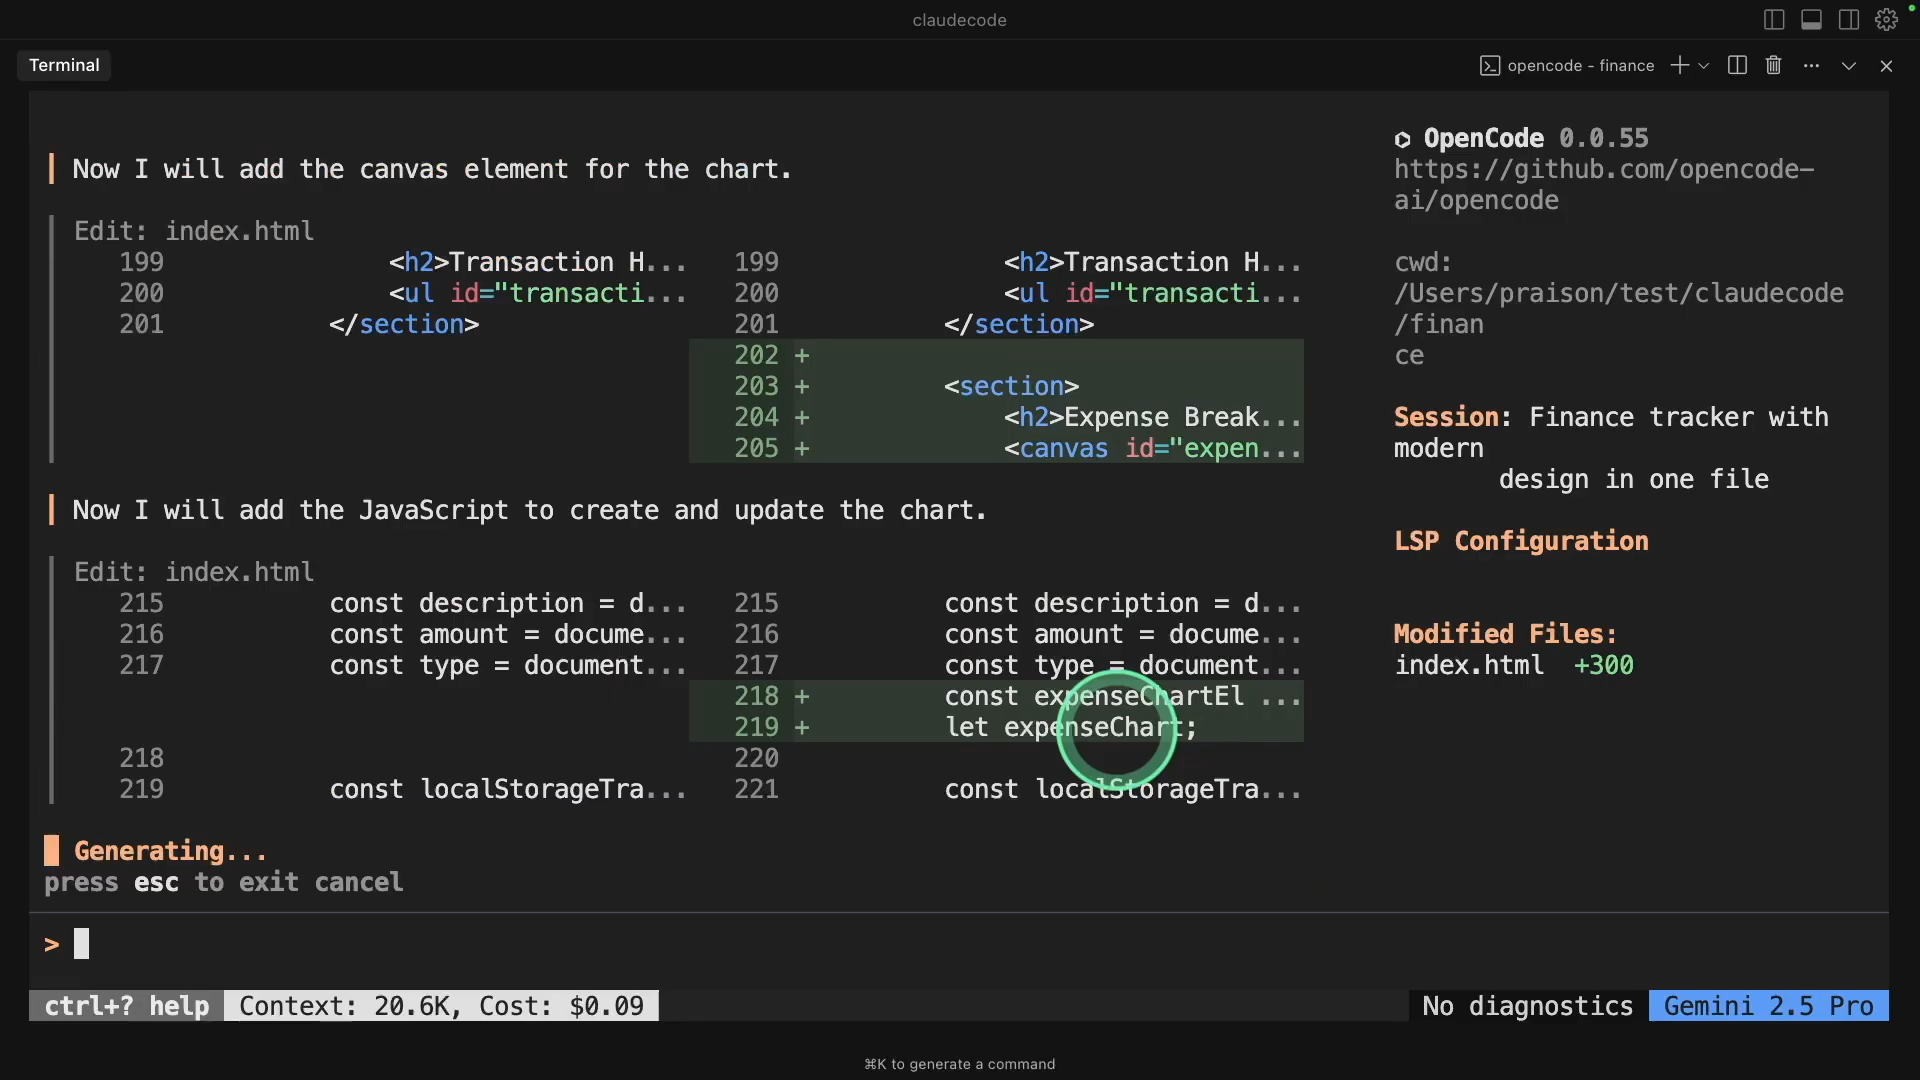 claudecode
Terminal
opencode - finance
Now I will add the canvas element for the chart.
Edit: index.html
199 <h2>Transaction H... 199 <h2>Transaction H...
200 <ul id="transacti... 200 <ul id="transacti...
201 </section> 201 </section>
202 +
203 + <section>
204 + <h2>Expense Break...
205 + <canvas id="expen...
Now I will add the JavaScript to create and update the chart.
Edit: index.html
215 const description = d... 215 const description = d...
216 const amount = docume... 216 const amount = docume...
217 const type = document... 217 const type = document...
218 + const expenseChartEl ...
219 + let expenseChart;
218 220
219 const localStorageTra... 221 const localStorageTra...
Generating...
press esc to exit cancel
>
OpenCode 0.0.55
https://github.com/opencode-
ai/opencode
cwd:
/Users/praison/test/claudecode
/finan
ce
Session: Finance tracker with
modern
design in one file
LSP Configuration
Modified Files:
index.html +300
ctrl+? help Context: 20.6K, Cost: $0.09 No diagnostics Gemini 2.5 Pro
⌘K to generate a command